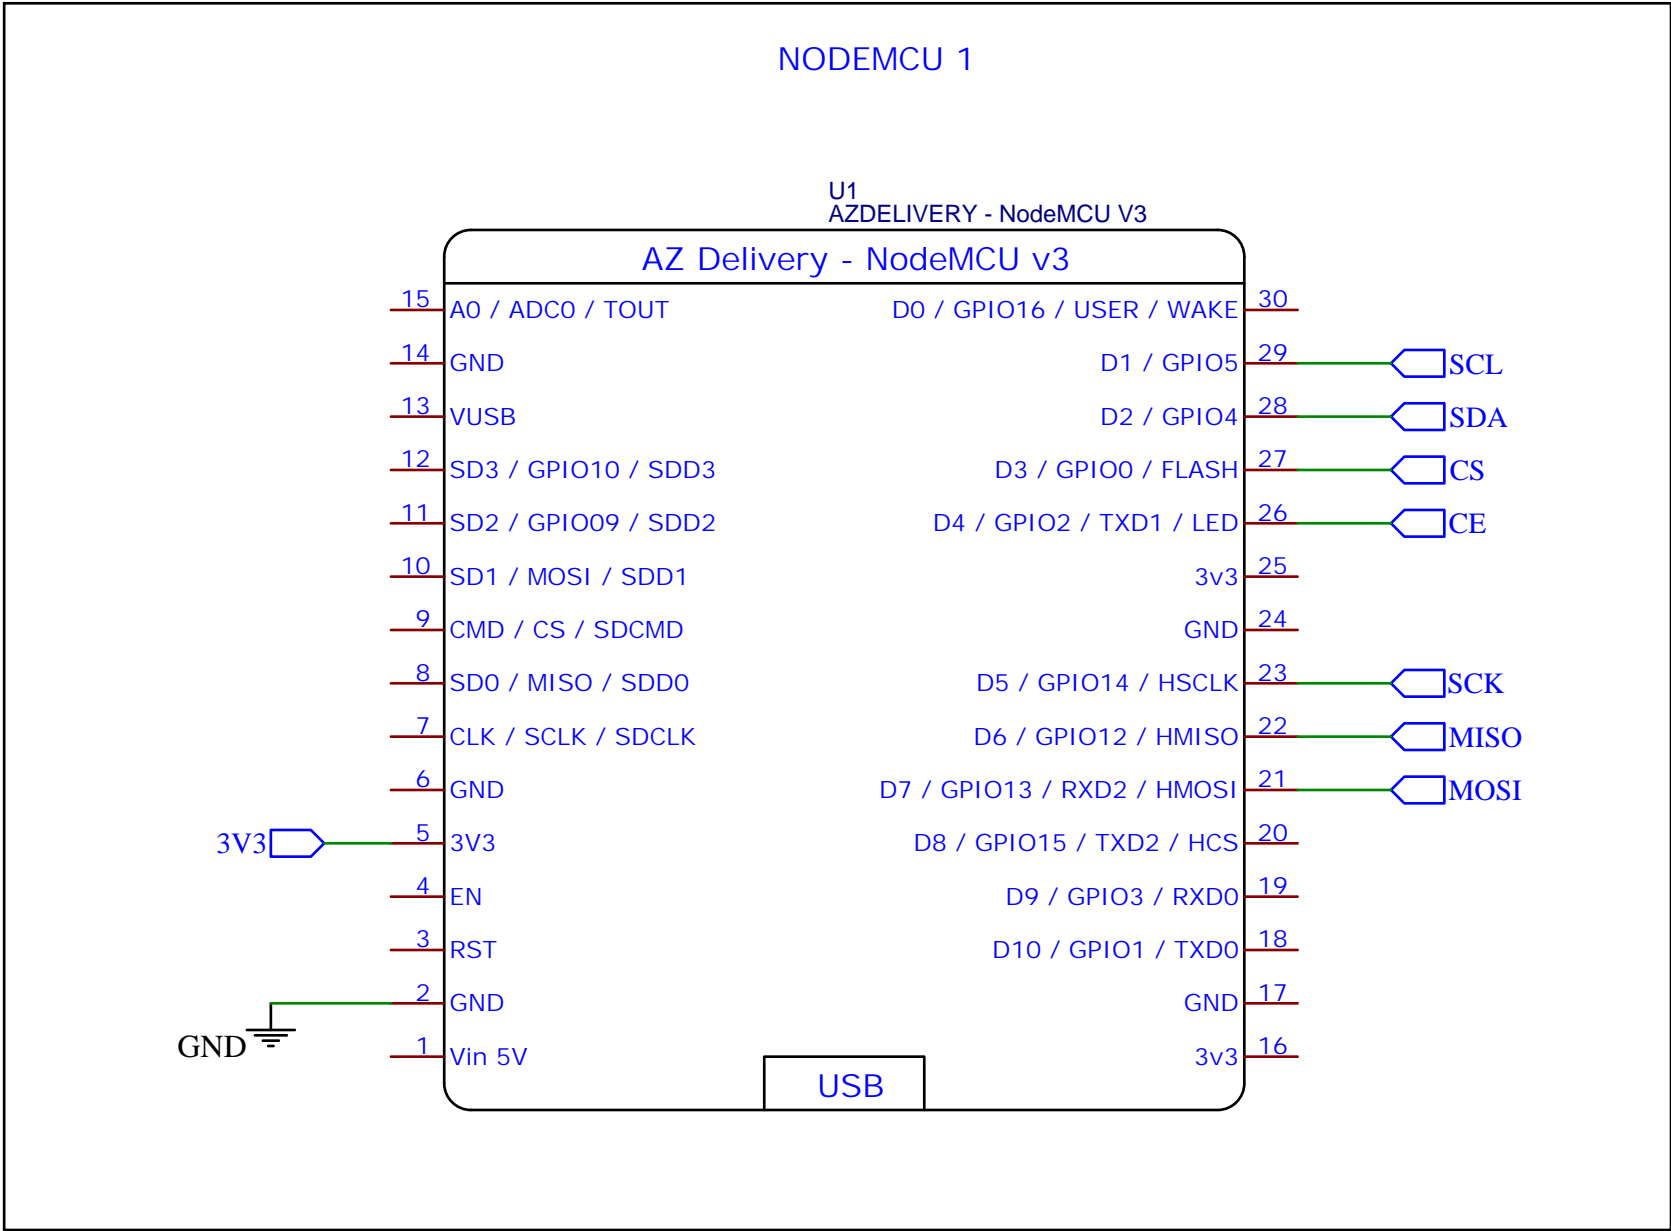 NODEMCU 1
U1
AZDELIVERY - NodeMCU V3
AZ Delivery - NodeMCU v3
15 A0 / ADC0 / TOUT D0 / GPIO16 / USER / WAKE 30
14 GND D1 / GPIO5 29 SCL
13 VUSB D2 / GPIO4 28 SDA
12 SD3 / GPIO10 / SDD3 D3 / GPIO0 / FLASH 27 CS
11 SD2 / GPIO09 / SDD2 D4 / GPIO2 / TXD1 / LED 26 CE
10 SD1 / MOSI / SDD1 3v3 25
9 CMD / CS / SDCMD GND 24
8 SD0 / MISO / SDD0 D5 / GPIO14 / HSCLK 23 SCK
7 CLK / SCLK / SDCLK D6 / GPIO12 / HMISO 22 MISO
6 GND D7 / GPIO13 / RXD2 / HMOSI 21 MOSI
3V3 5 3V3 D8 / GPIO15 / TXD2 / HCS 20
4 EN D9 / GPIO3 / RXD0 19
3 RST D10 / GPIO1 / TXD0 18
2 GND GND 17
GND
1 Vin 5V 3v3 16
USB